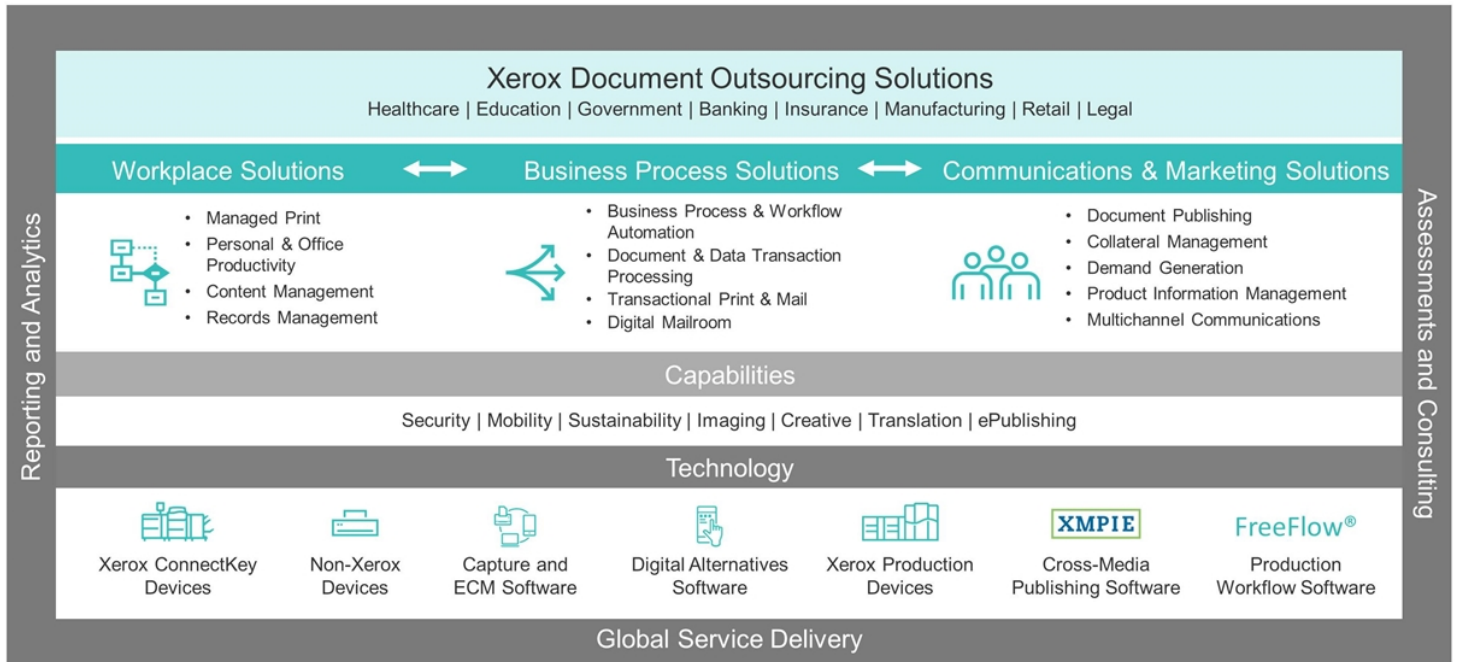 Xerox Document Outsourcing Solutions
Healthcare | Education | Government | Banking | Insurance | Manufacturing | Retail | Legal
Workplace Solutions
Business Process Solutions
Communications & Marketing Solutions
Reporting and Analytics
• Managed Print
• Personal & Office
Productivity
• Content Management
• Records Management
• Business Process & Workflow
Automation
• Document & Data Transaction
Processing
• Transactional Print & Mail
• Digital Mailroom
• Document Publishing
• Collateral Management
• Demand Generation
• Product Information Management
• Multichannel Communications
Assessments and Consulting
Capabilities
Security | Mobility | Sustainability | Imaging | Creative | Translation | ePublishing
Technology
Xerox ConnectKey
Devices
Non-Xerox
Devices
Capture and
ECM Software
Digital Alternatives
Software
Xerox Production
Devices
XMPIE
Cross-Media
Publishing Software
FreeFlow®
Production
Workflow Software
Global Service Delivery